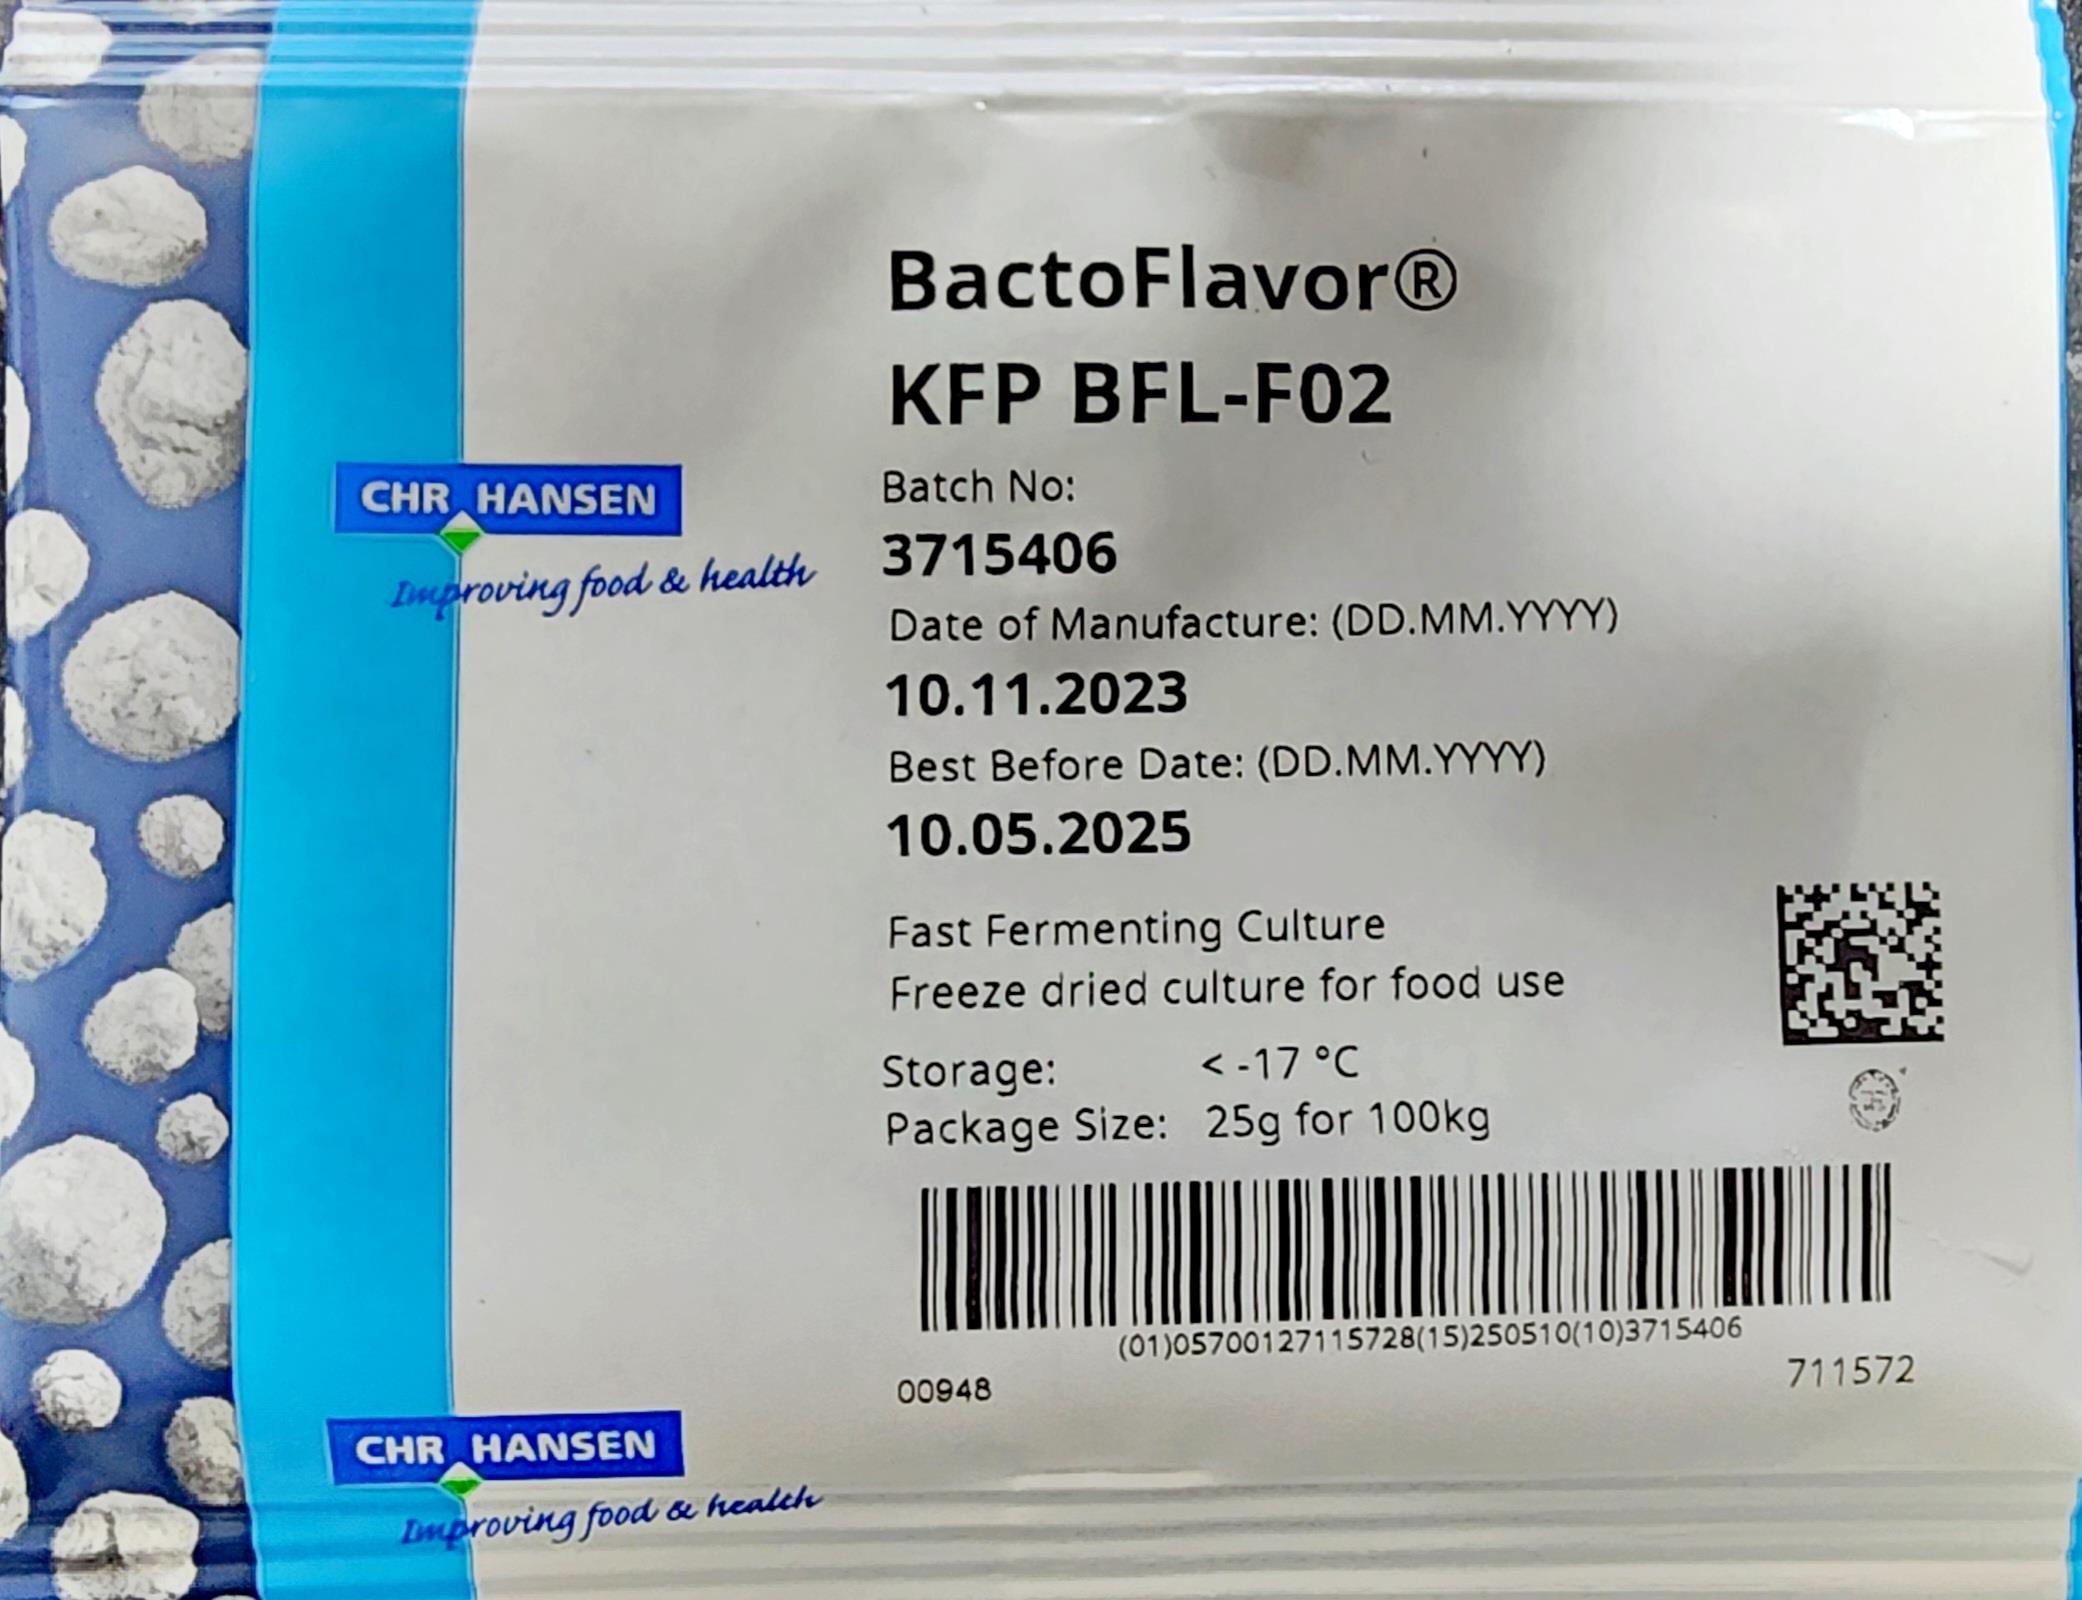 BactoFlavor®
KFP BFL-F02
CHR HANSEN
Improving food & health
Batch No:
3715406
Date of Manufacture: (DD.MM.YYYY)
10.11.2023
Best Before Date: (DD.MM.YYYY)
10.05.2025
Fast Fermenting Culture
Freeze dried culture for food use
Storage: < -17 °C
Package Size: 25g for 100kg
(01)05700127115728(15)250510(10)3715406
00948
711572
CHR HANSEN
Improving food & health